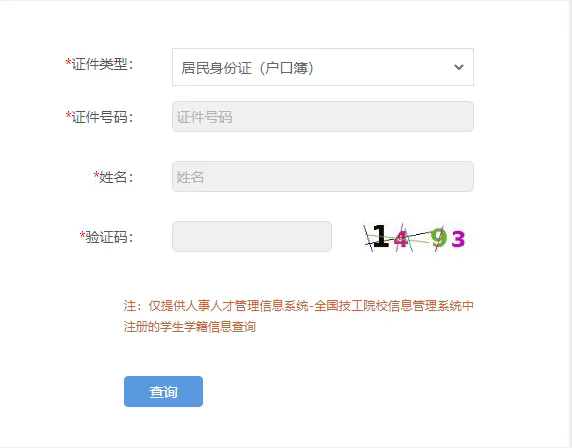 *证件类型：
居民身份证（户口簿）
*证件号码：
证件号码
*姓名：
姓名
*验证码：
1493
注：仅提供人事人才管理信息系统-全国技工院校信息管理系统中
注册的学生学籍信息查询
查询